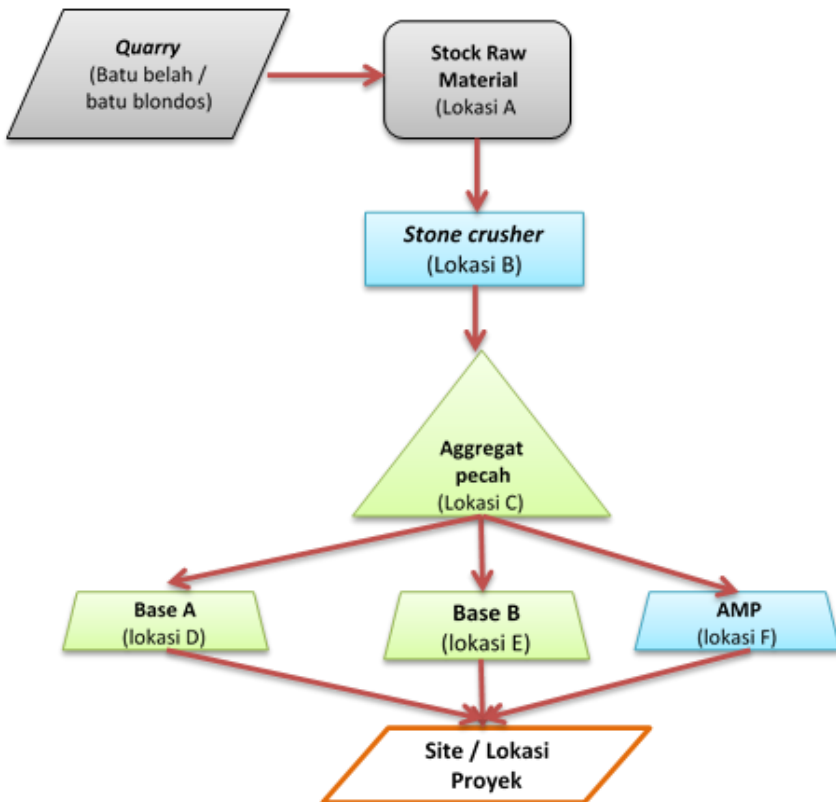 Quarry
(Batu belah /
batu blondos)
Stock Raw
Material
(Lokasi A
Stone crusher
(Lokasi B)
Aggregat
pecah
(Lokasi C)
Base A
(lokasi D)
Base B
(lokasi E)
AMP
(lokasi F)
Site / Lokasi
Proyek